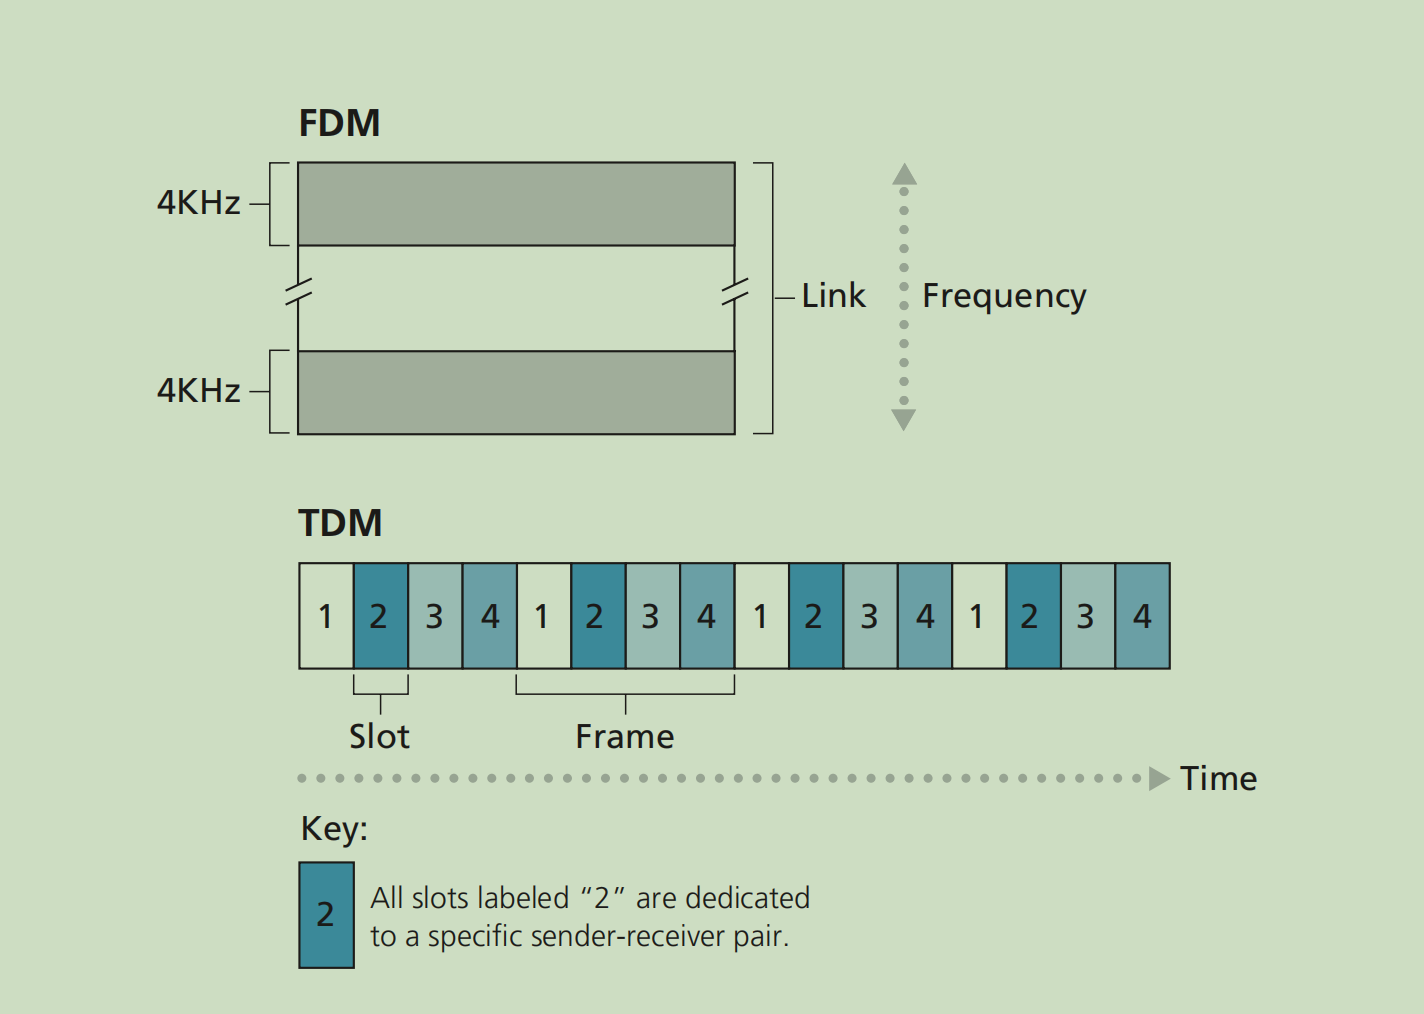 FDM
4KHz
Link
Frequency
4KHz
TDM
1 2 3 4 1 2 3 4 1 2 3 4 1 2 3 4
Slot
Frame
Time
Key:
2
All slots labeled “2” are dedicated
to a specific sender-receiver pair.